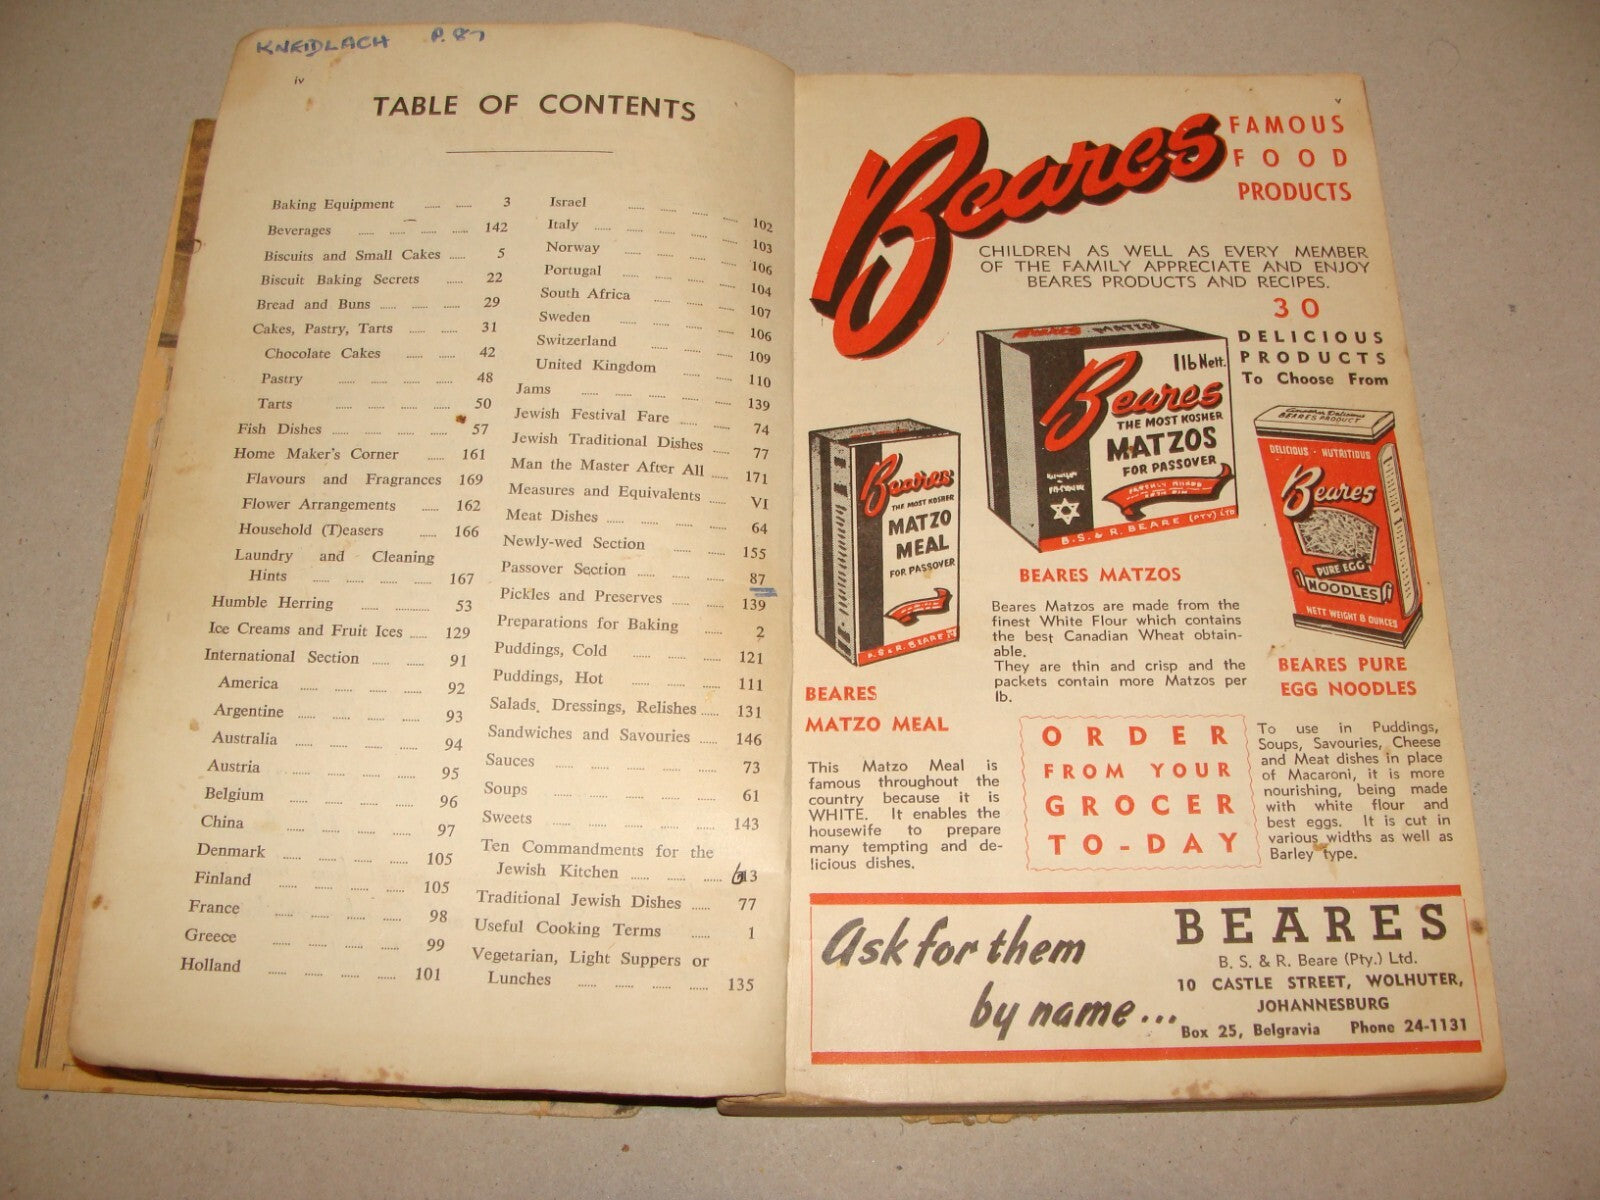 KNEIDLACH P. 87
iv
TABLE OF CONTENTS
Baking Equipment ...... ...... 3
Beverages ...... ...... ...... ...... 142
Biscuits and Small Cakes ...... 5
Biscuit Baking Secrets ...... 22
Bread and Buns ...... ...... ...... 29
Cakes, Pastry, Tarts ...... ...... 31
Chocolate Cakes ...... ...... 42
Pastry ...... ...... ...... ...... 48
Tarts ...... ...... ...... ...... 50
Fish Dishes ...... ...... ...... ...... 57
Home Maker's Corner ...... 161
Flavours and Fragrances 169
Flower Arrangements ...... 162
Household (T)easers ...... 166
Laundry and Cleaning
Hints ...... ...... ...... ...... 167
Humble Herring ...... ............ 53
Ice Creams and Fruit Ices ...... 129
International Section ...... ...... 91
America ...... ...... ...... ...... 92
Argentine ...... ...... ...... ...... 93
Australia ...... ...... ...... ...... 94
Austria ...... ...... ...... ...... 95
Belgium ...... ...... ...... ...... 96
China ...... ...... ...... ...... 97
Denmark ...... ...... ...... ...... 105
Finland ...... ...... ...... ...... 105
France ...... ...... ...... ...... 98
Greece ...... ...... ...... ...... 99
Holland ...... ...... ...... ...... 101
Israel ...... ...... ...... ...... 102
Italy ...... ...... ...... ...... ...... 103
Norway ...... ...... ...... ...... 106
Portugal ...... ...... ...... ...... 104
South Africa ...... ...... ...... 107
Sweden ...... ...... ...... ...... 106
Switzerland ...... ...... ...... 109
United Kingdom ...... ...... 110
Jams ...... ...... ...... ...... ...... 139
Jewish Festival Fare ...... ...... 74
Jewish Traditional Dishes ...... 77
Man the Master After All ...... 171
Measures and Equivalents ...... VI
Meat Dishes ...... ...... ...... ...... 64
Newly-wed Section ...... ...... 155
Passover Section ...... ...... ...... 87
Pickles and Preserves ...... ...... 139
Preparations for Baking ...... 2
Puddings, Cold ...... ...... ...... 121
Puddings, Hot ...... ...... ...... 111
Salads, Dressings, Relishes ...... 131
Sandwiches and Savouries ...... 146
Sauces ...... ...... ...... ...... ...... 73
Soups ...... ...... ...... ...... ...... 61
Sweets ...... ...... ...... ...... ...... 143
Ten Commandments for the
Jewish Kitchen ...... ...... ...... 613
Traditional Jewish Dishes ...... 77
Useful Cooking Terms ...... 1
Vegetarian, Light Suppers or
Lunches ...... ...... ...... ...... 135
v
Beares
FAMOUS
FOOD
PRODUCTS
CHILDREN AS WELL AS EVERY MEMBER
OF THE FAMILY APPRECIATE AND ENJOY
BEARES PRODUCTS AND RECIPES.
30
DELICIOUS
PRODUCTS
To Choose From
MATZOS
1lb Nett.
Beares
THE MOST KOSHER
MATZOS
FOR PASSOVER
B. S. & R. BEARE (PTY) LTD
Beares
THE MOST KOSHER
MATZO
MEAL
FOR PASSOVER
BEARES PRODUCT
DELICIOUS · NUTRITIOUS
Beares
PURE EGG
NOODLES
NETT WEIGHT 8 OUNCES
BEARES
MATZO MEAL
This Matzo Meal is
famous throughout the
country because it is
WHITE. It enables the
housewife to prepare
many tempting and de-
licious dishes.
BEARES MATZOS
Beares Matzos are made from the
finest White Flour which contains
the best Canadian Wheat obtain-
able.
They are thin and crisp and the
packets contain more Matzos per
lb.
ORDER
FROM YOUR
GROCER
TO-DAY
BEARES PURE
EGG NOODLES
To use in Puddings,
Soups, Savouries, Cheese
and Meat dishes in place
of Macaroni, it is more
nourishing, being made
with white flour and
best eggs. It is cut in
various widths as well as
Barley type.
Ask for them
by name...
BEARES
B. S. & R. Beare (Pty.) Ltd.
10 CASTLE STREET, WOLHUTER,
JOHANNESBURG
Box 25, Belgravia Phone 24-1131